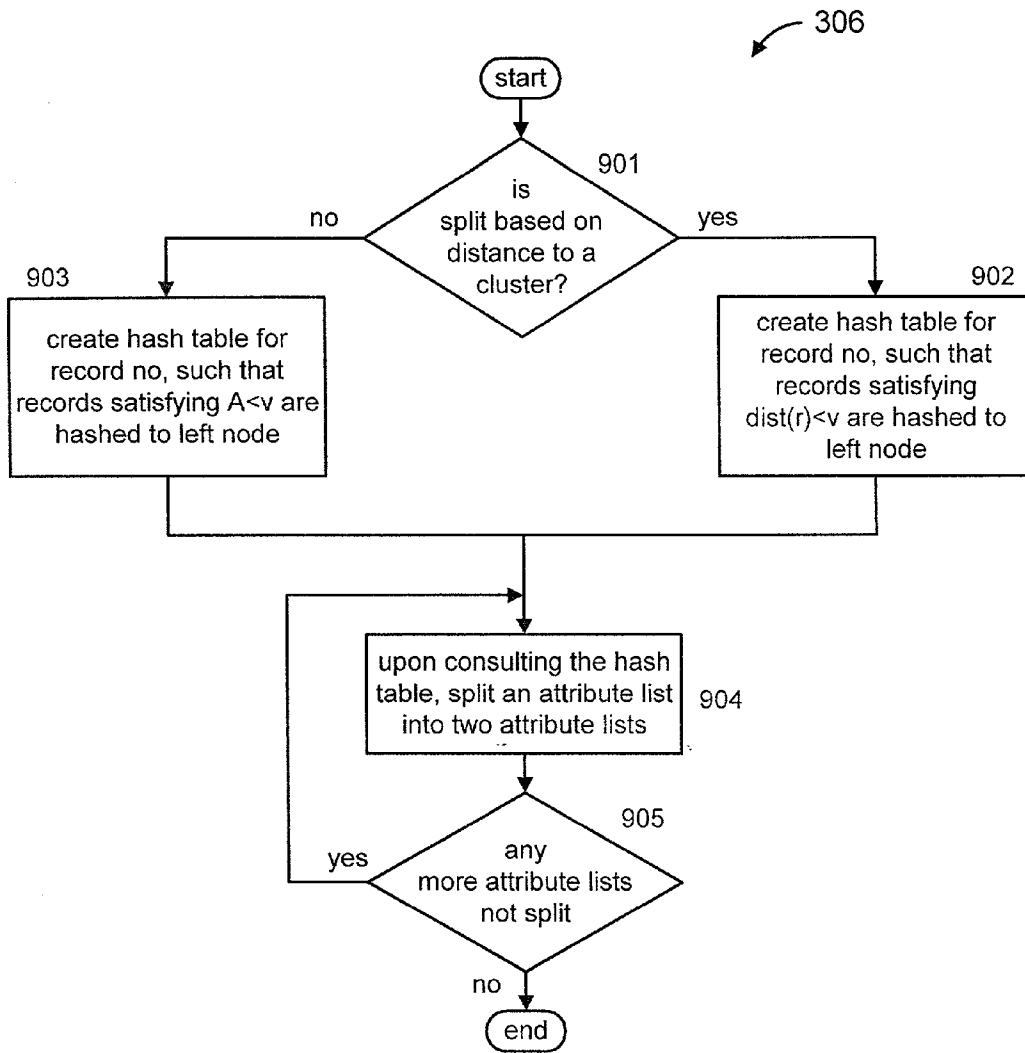 306
start
901
is
split based on
distance to a
cluster?
no
yes
903
create hash table for
record no, such that
records satisfying A<v are
hashed to left node
902
create hash table for
record no, such that
records satisfying
dist(r)<v are hashed to
left node
upon consulting the hash
table, split an attribute list
into two attribute lists
904
905
any
more attribute lists
not split
yes
no
end